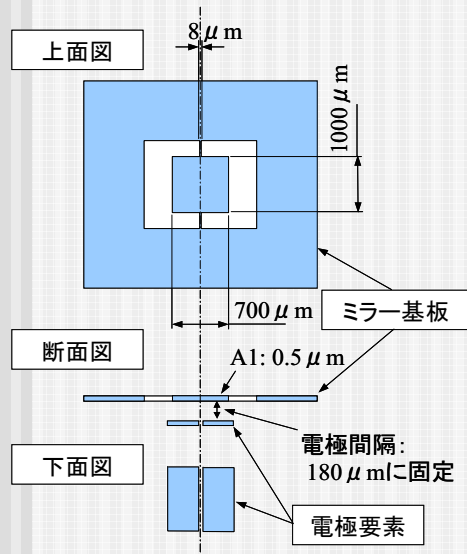 上面図
8μm
1000μm
700μm
ミラー基板
断面図
A1: 0.5μm
電極間隔:
180μmに固定
下面図
電極要素